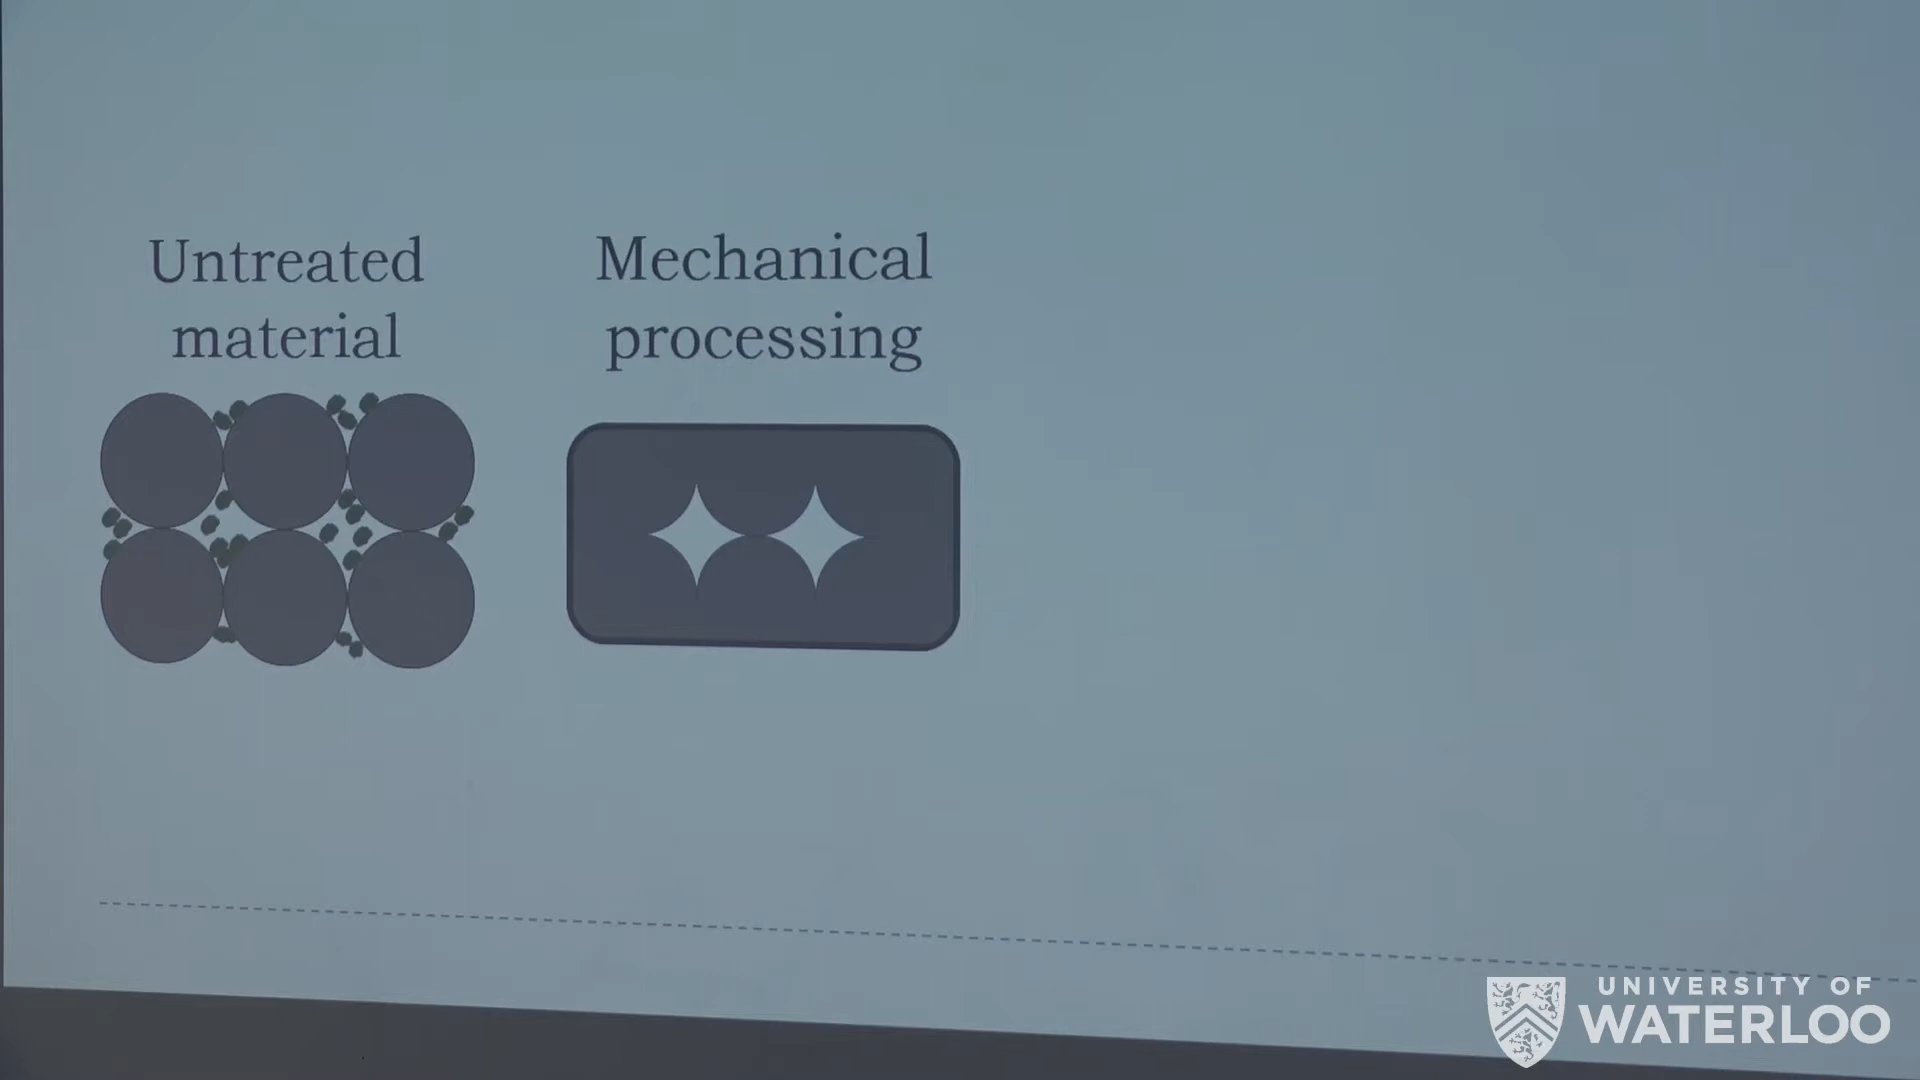 Untreated
material
Mechanical
processing
UNIVERSITY OF
WATERLOO